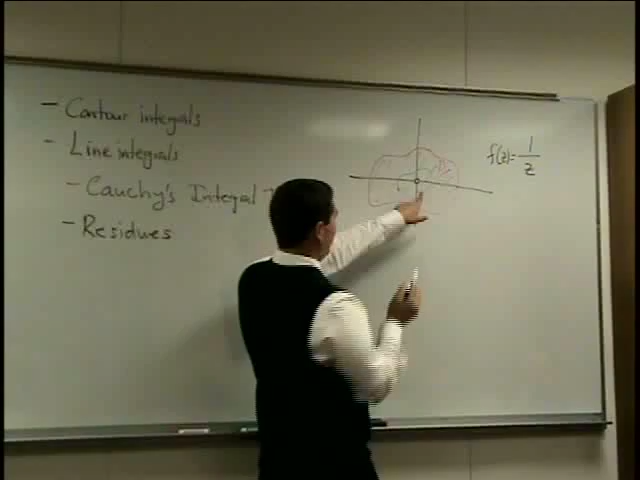 - Contour integrals
- Line integrals
- Cauchy's Integral
- Residues
f(z) = 1/z